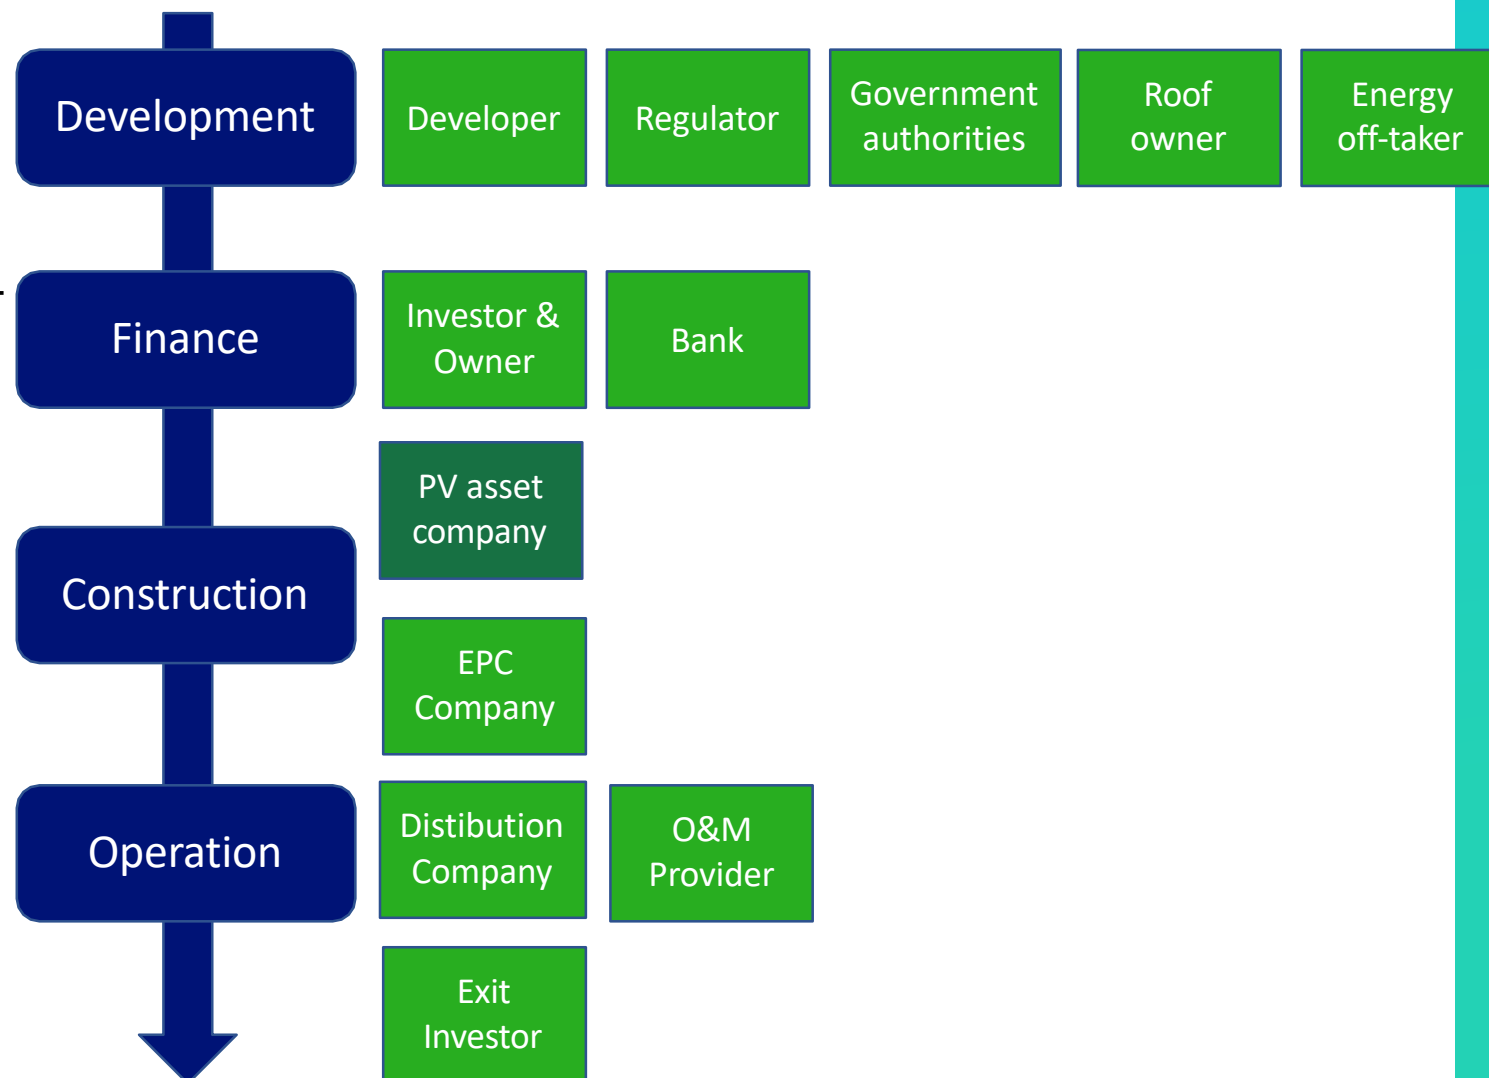 Development
Developer
Regulator
Government
authorities
Roof
owner
Energy
off-taker
Finance
Investor &
Owner
Bank
PV asset
company
Construction
EPC
Company
Operation
Distibution
Company
O&M
Provider
Exit
Investor